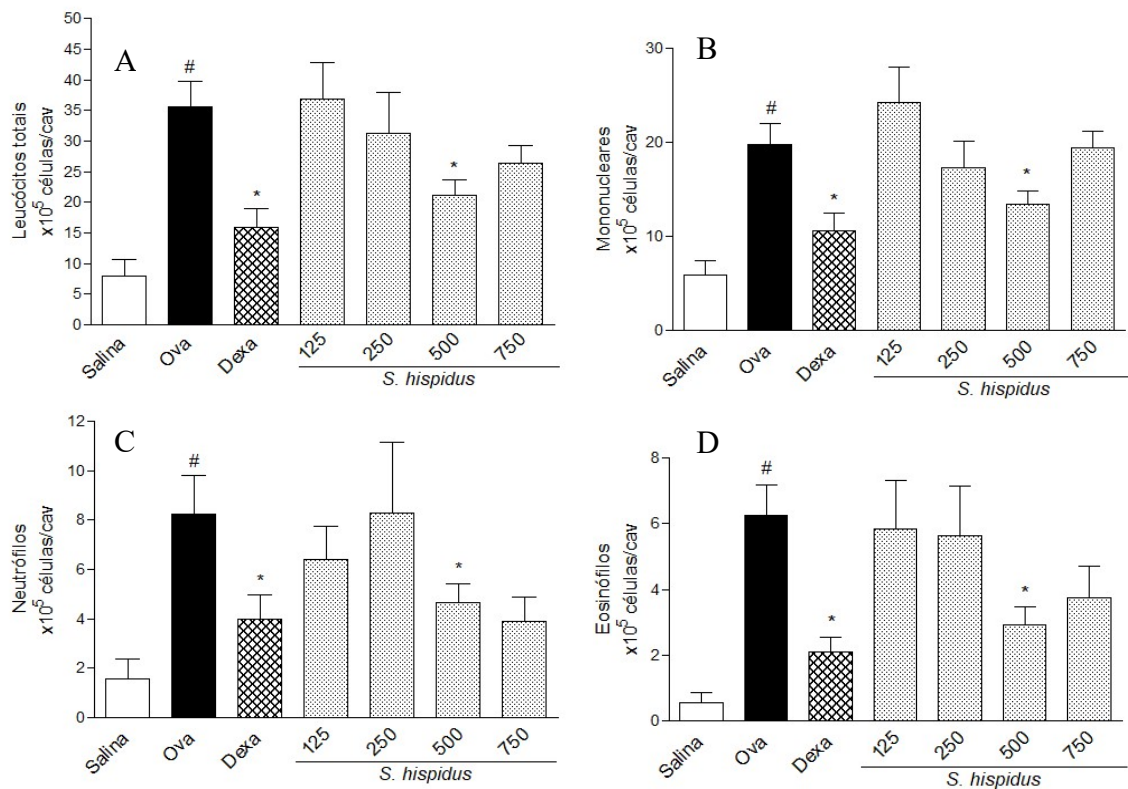 A
Leucócitos totais
x10⁵ células/cav
50
45
40
35
30
25
20
15
10
5
0
#
*
*
Salina
Ova
Dexa
125
250
500
750
S. hispidus
B
Mononucleares
x10⁵ células/cav
30
20
10
0
#
*
*
Salina
Ova
Dexa
125
250
500
750
S. hispidus
C
Neutrófilos
x10⁵ células/cav
12
10
8
6
4
2
0
#
*
*
Salina
Ova
Dexa
125
250
500
750
S. hispidus
D
Eosinófilos
x10⁵ células/cav
8
6
4
2
0
#
*
*
Salina
Ova
Dexa
125
250
500
750
S. hispidus